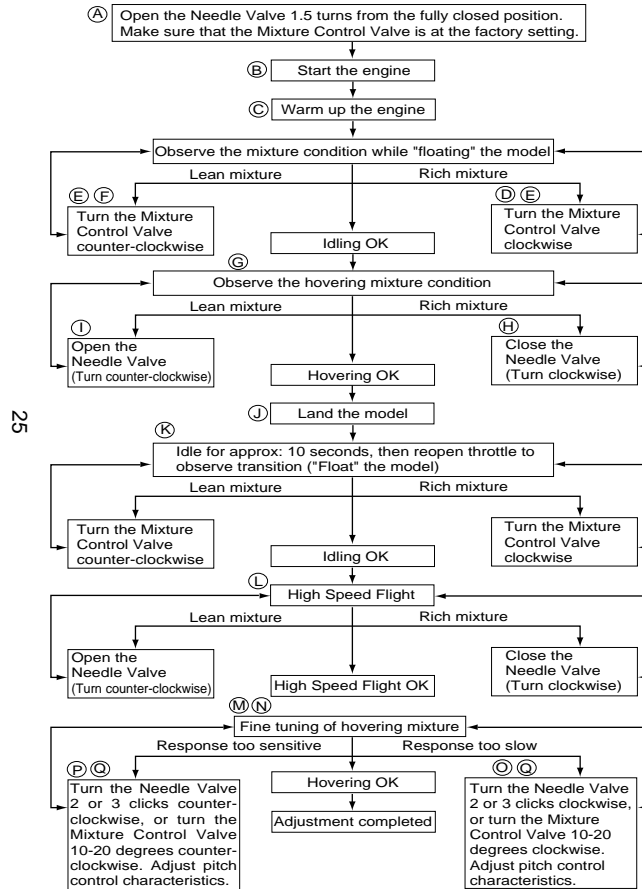 A
Open the Needle Valve 1.5 turns from the fully closed position.
Make sure that the Mixture Control Valve is at the factory setting.
B
Start the engine
C
Warm up the engine
Observe the mixture condition while "floating" the model
Lean mixture
Rich mixture
E F
Turn the Mixture
Control Valve
counter-clockwise
D E
Turn the Mixture
Control Valve
clockwise
Idling OK
G
Observe the hovering mixture condition
Lean mixture
Rich mixture
I
Open the
Needle Valve
(Turn counter-clockwise)
H
Close the
Needle Valve
(Turn clockwise)
Hovering OK
J
Land the model
K
Idle for approx: 10 seconds, then reopen throttle to
observe transition ("Float" the model)
Lean mixture
Rich mixture
Turn the Mixture
Control Valve
counter-clockwise
Turn the Mixture
Control Valve
clockwise
Idling OK
L
High Speed Flight
Lean mixture
Rich mixture
Open the
Needle Valve
(Turn counter-clockwise)
Close the
Needle Valve
(Turn clockwise)
High Speed Flight OK
M N
Fine tuning of hovering mixture
Response too sensitive
Response too slow
P Q
Turn the Needle Valve
2 or 3 clicks counter-
clockwise, or turn the
Mixture Control Valve
10-20 degrees counter-
clockwise. Adjust pitch
control characteristics.
O Q
Turn the Needle Valve
2 or 3 clicks clockwise,
or turn the Mixture
Control Valve 10-20
degrees clockwise.
Adjust pitch control
characteristics.
Hovering OK
Adjustment completed
25